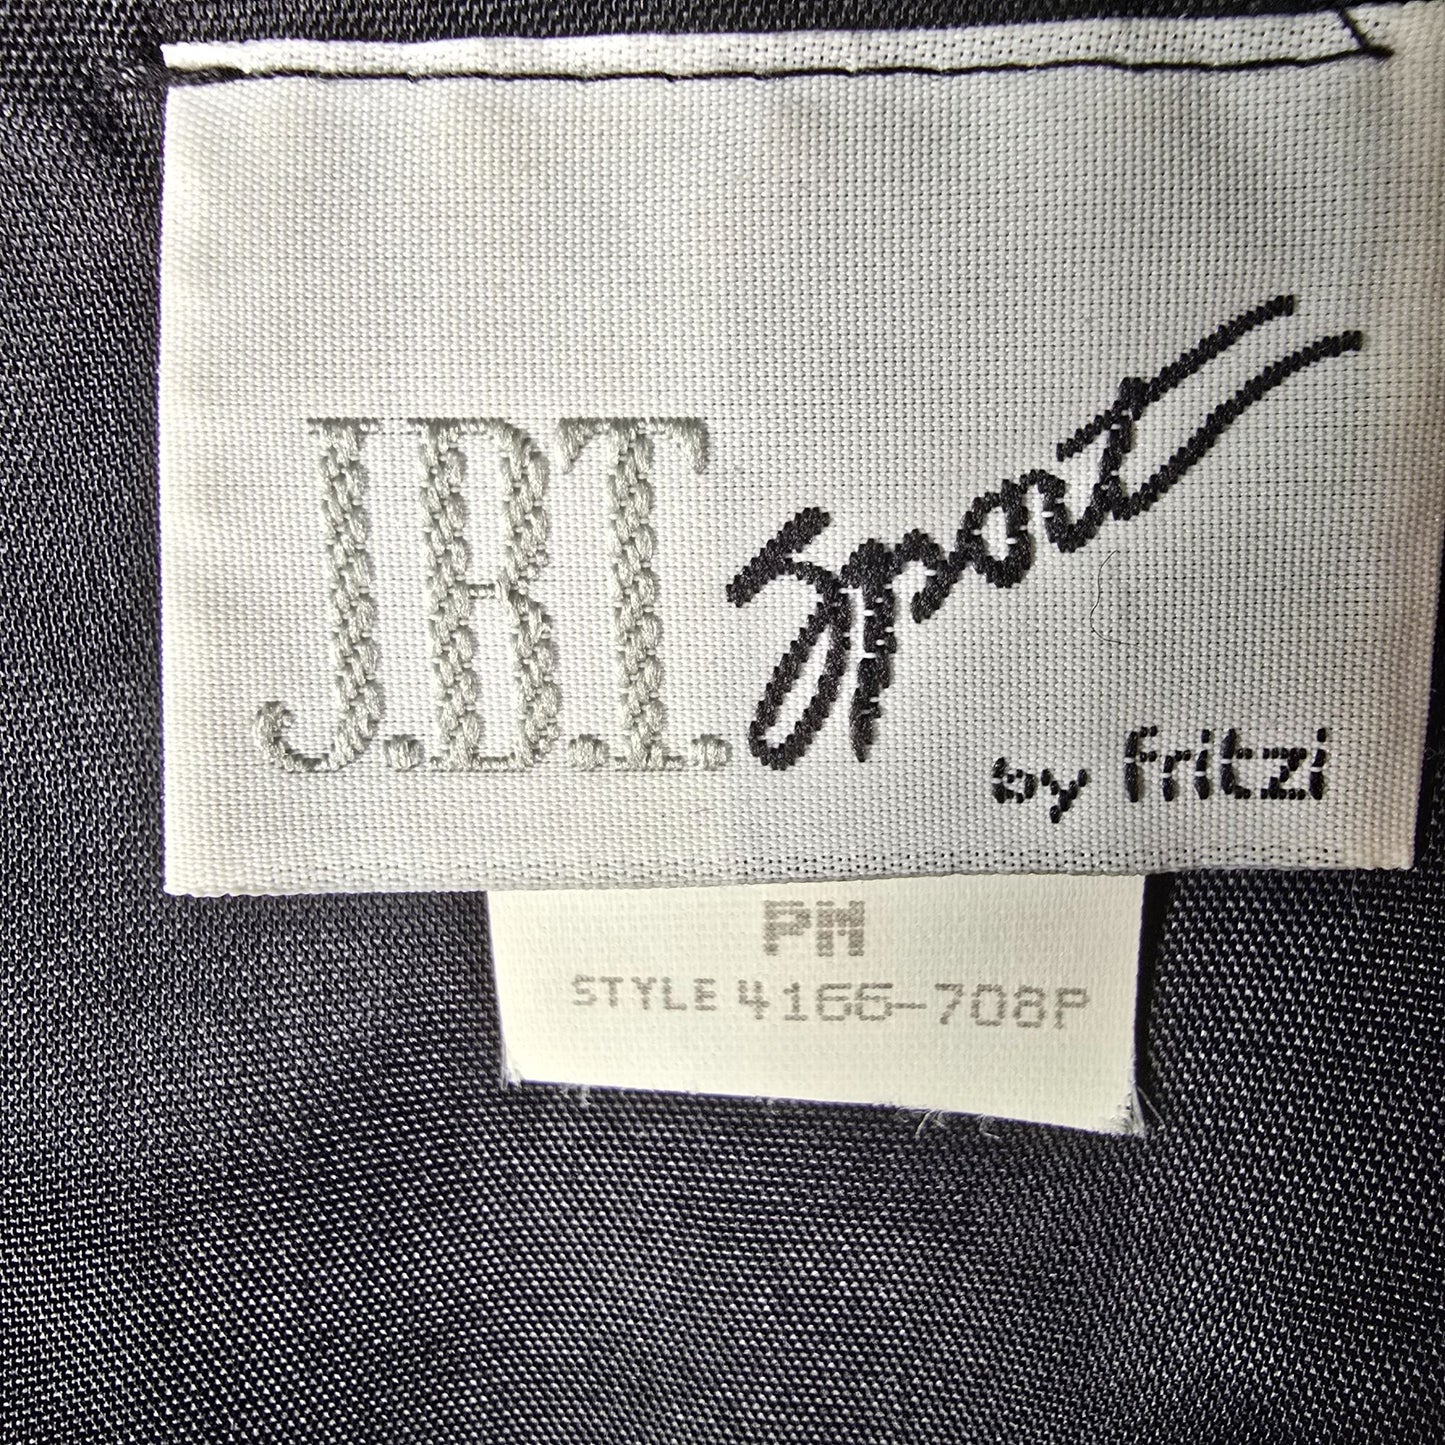 J.B.T. Sport
by Fritzi
PM
STYLE 4166-708P